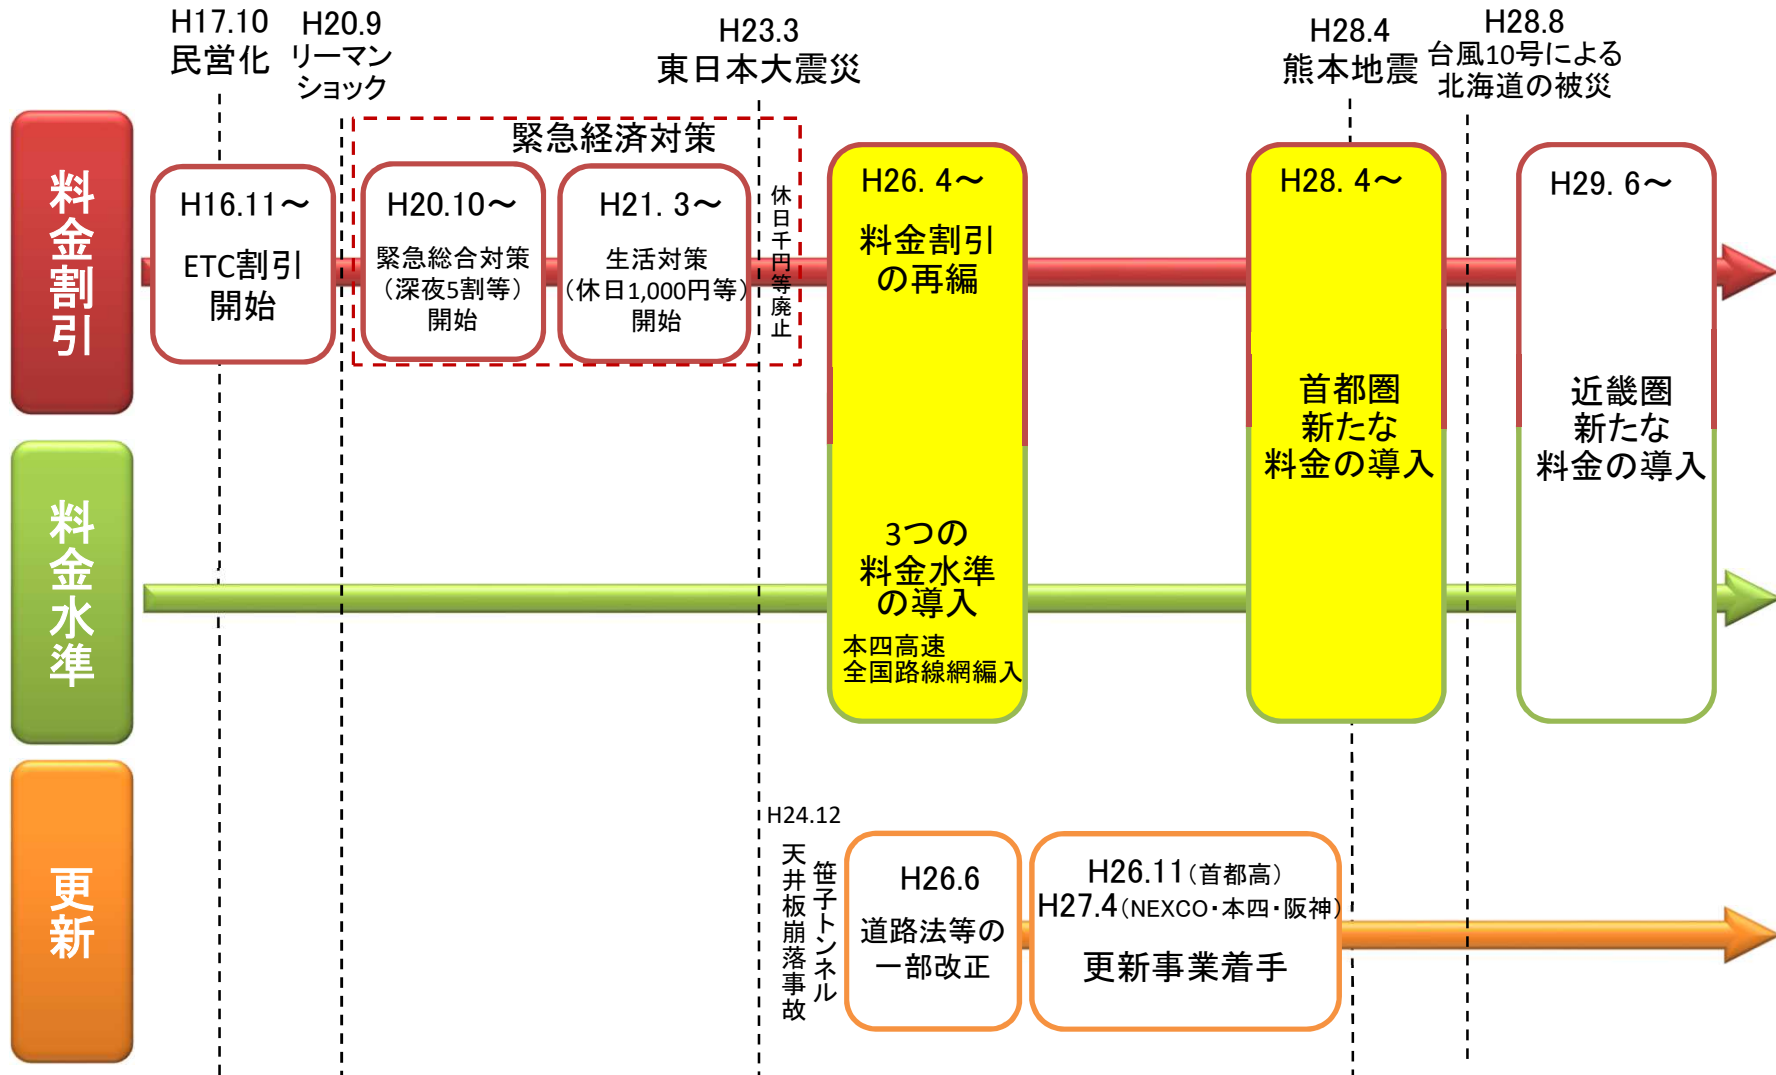 H17.10
民営化
H20.9
リーマン
ショック
H23.3
東日本大震災
H28.4
熊本地震
H28.8
台風10号による
北海道の被災
料金割引
H16.11～
ETC割引
開始
緊急経済対策
H20.10～
緊急総合対策
（深夜5割等）
開始
H21. 3～
生活対策
（休日1,000円等）
開始
休日千円等廃止
H26. 4～
料金割引
の再編
3つの
料金水準
の導入
本四高速
全国路線網編入
H28. 4～
首都圏
新たな
料金の導入
H29. 6～
近畿圏
新たな
料金の導入
料金水準
更新
H24.12
笹子トンネル
天井板崩落事故
H26.6
道路法等の
一部改正
H26.11（首都高）
H27.4（NEXCO・本四・阪神）
更新事業着手